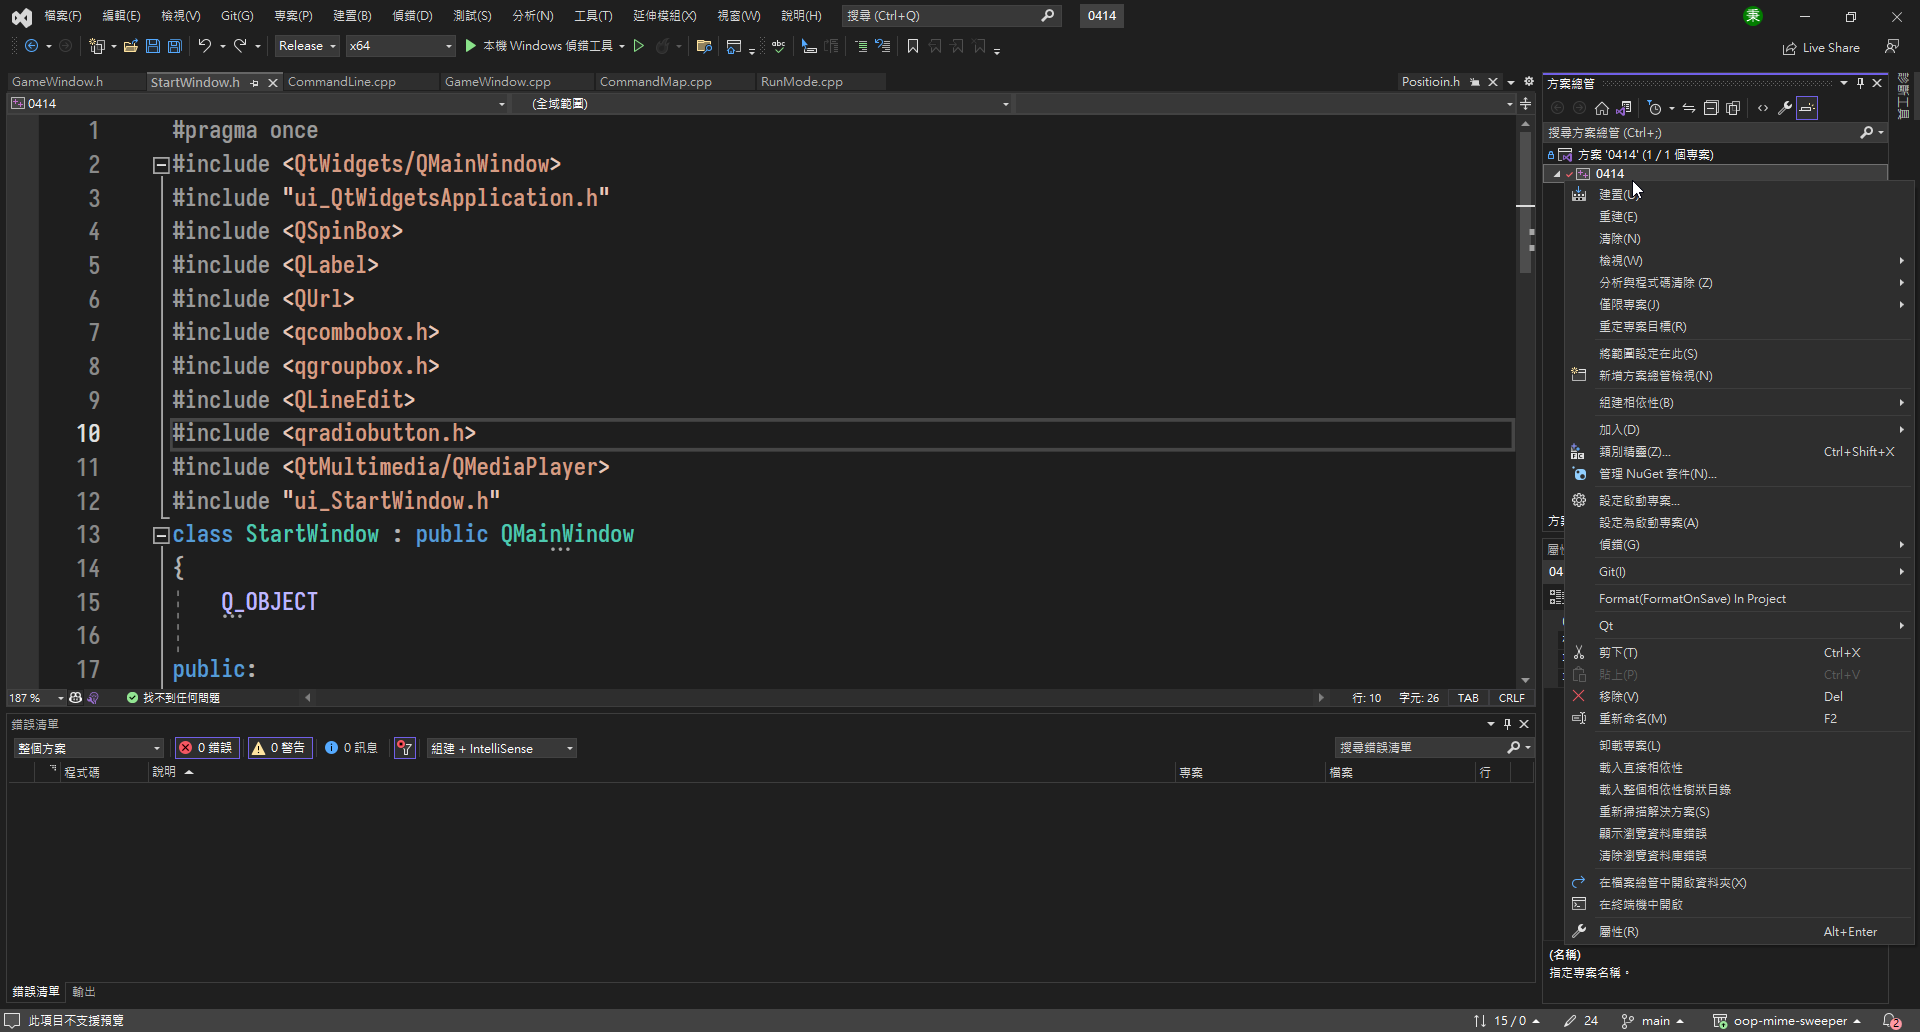 檔案(F) 編輯(E) 檢視(V) Git(G) 專案(P) 建置(B) 偵錯(D) 測試(S) 分析(N) 工具(T) 延伸模組(X) 視窗(W) 說明(H) 搜尋 (Ctrl+Q) 0414 秉
Release x64 本機 Windows 偵錯工具 abc Live Share
GameWindow.h StartWindow.h CommandLine.cpp GameWindow.cpp CommandMap.cpp RunMode.cpp Positioin.h
0414 (全域範圍)
1 #pragma once
2 #include <QtWidgets/QMainWindow>
3 #include "ui_QtWidgetsApplication.h"
4 #include <QSpinBox>
5 #include <QLabel>
6 #include <QUrl>
7 #include <qcombobox.h>
8 #include <qgroupbox.h>
9 #include <QLineEdit>
10 #include <qradiobutton.h>
11 #include <QtMultimedia/QMediaPlayer>
12 #include "ui_StartWindow.h"
13 class StartWindow : public QMainWindow
14 {
15 Q_OBJECT
16
17 public:
187 % 找不到任何問題 行: 10 字元: 26 TAB CRLF
錯誤清單
整個方案 0 錯誤 0 警告 0 訊息 組建 + IntelliSense 搜尋錯誤清單
程式碼 說明 專案 檔案 行
錯誤清單 輸出
方案總管
診斷工具
搜尋方案總管 (Ctrl+;)
方案 '0414' (1 / 1 個專案)
0414
建置(U)
重建(E)
清除(N)
檢視(W)
分析與程式碼清除 (Z)
僅限專案(J)
重定專案目標(R)
將範圍設定在此(S)
新增方案總管檢視(N)
組建相依性(B)
加入(D)
類別精靈(Z)... Ctrl+Shift+X
管理 NuGet 套件(N)...
設定啟動專案...
設定為啟動專案(A)
偵錯(G)
Git(I)
Format(FormatOnSave) In Project
Qt
剪下(T) Ctrl+X
貼上(P) Ctrl+V
移除(V) Del
重新命名(M) F2
卸載專案(L)
載入直接相依性
載入整個相依性樹狀目錄
重新掃描解決方案(S)
顯示瀏覽資料庫錯誤
清除瀏覽資料庫錯誤
在檔案總管中開啟資料夾(X)
在終端機中開啟
屬性(R) Alt+Enter
04
(名稱)
指定專案名稱。
此項目不支援預覽 15 / 0 24 main oop-mime-sweeper 2